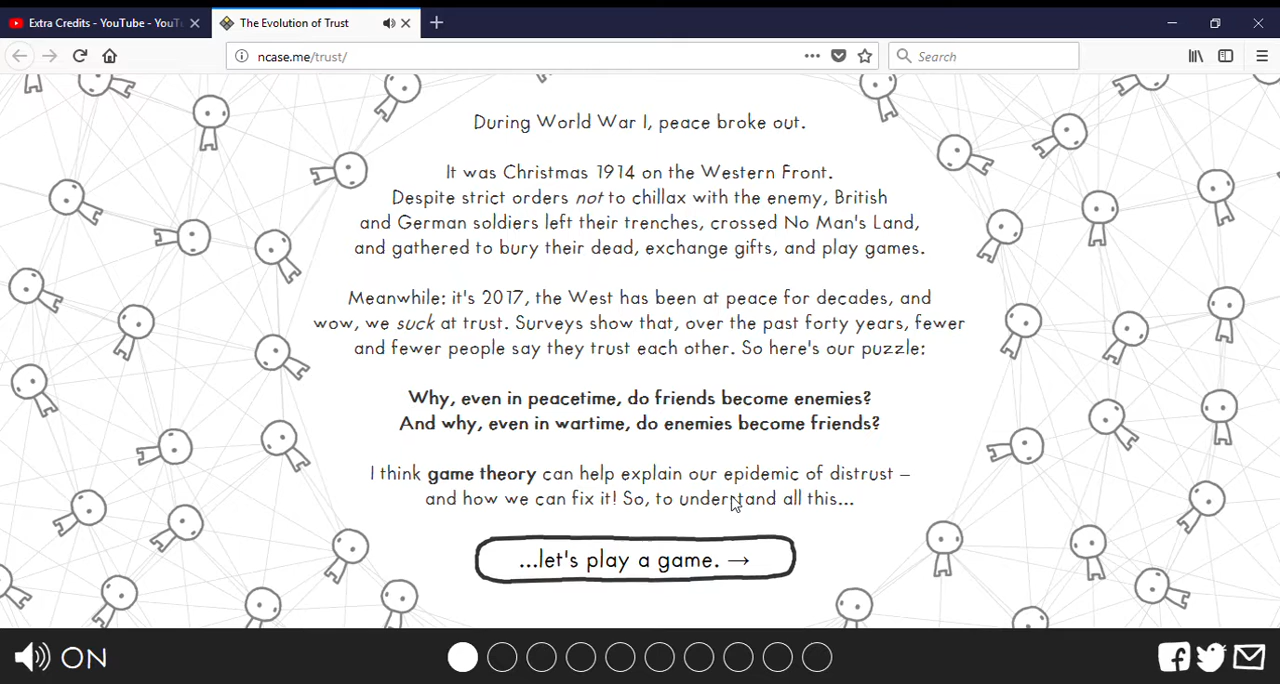 Extra Credits - YouTube - YouT
The Evolution of Trust
ncase.me/trust/
Search
During World War I, peace broke out.
It was Christmas 1914 on the Western Front.
Despite strict orders not to chillax with the enemy, British
and German soldiers left their trenches, crossed No Man's Land,
and gathered to bury their dead, exchange gifts, and play games.
Meanwhile: it's 2017, the West has been at peace for decades, and
wow, we suck at trust. Surveys show that, over the past forty years, fewer
and fewer people say they trust each other. So here's our puzzle:
Why, even in peacetime, do friends become enemies?
And why, even in wartime, do enemies become friends?
I think game theory can help explain our epidemic of distrust –
and how we can fix it! So, to understand all this...
...let's play a game. →
ON